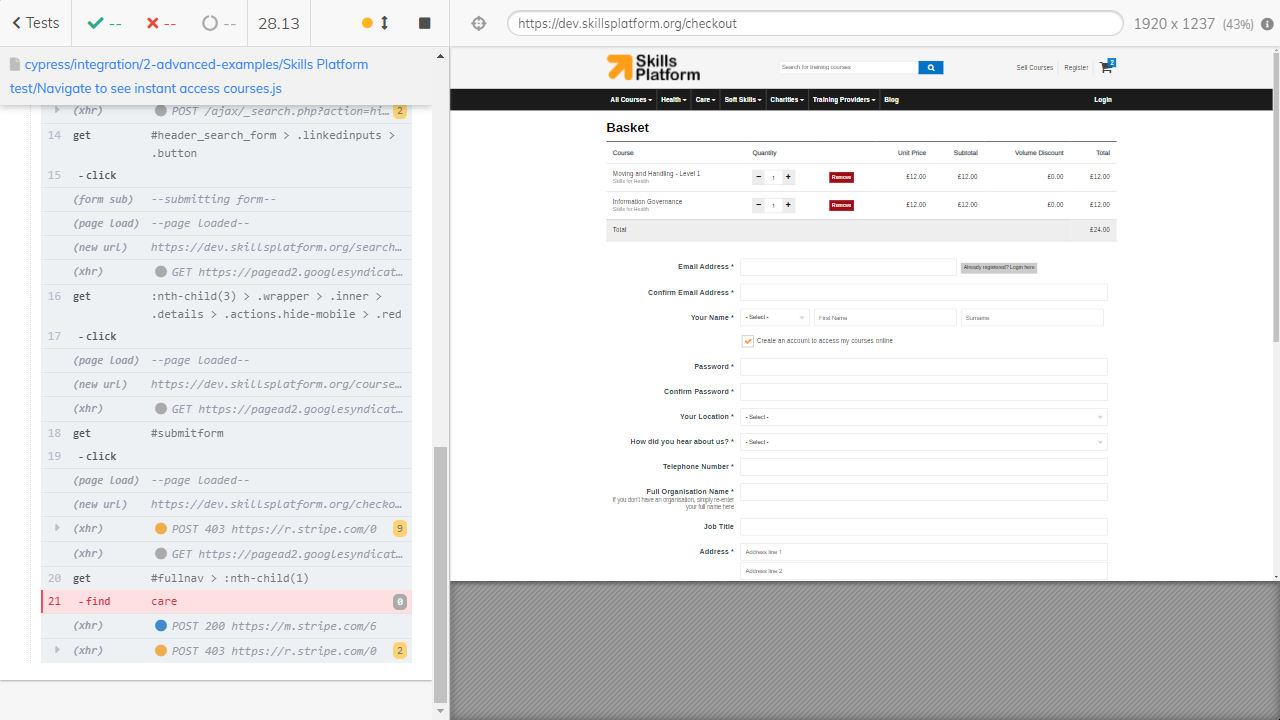 Tests
--
--
--
28.13
https://dev.skillsplatform.org/checkout
1920 x 1237 (43%)
cypress/integration/2-advanced-examples/Skills Platform
test/Navigate to see instant access courses.js
(xhr) POST /ajax/_search.php?action=hi... 2
14 get #header_search_form > .linkedinputs >
.button
15 -click
(form sub) --submitting form--
(page load) --page loaded--
(new url) https://dev.skillsplatform.org/search...
(xhr) GET https://pagead2.googlesyndicat...
16 get :nth-child(3) > .wrapper > .inner >
.details > .actions.hide-mobile > .red
17 -click
(page load) --page loaded--
(new url) https://dev.skillsplatform.org/course...
(xhr) GET https://pagead2.googlesyndicat...
18 get #submitform
19 -click
(page load) --page loaded--
(new url) https://dev.skillsplatform.org/checko...
(xhr) POST 403 https://r.stripe.com/0 9
(xhr) GET https://pagead2.googlesyndicat...
20 get #fullnav > :nth-child(1)
21 -find care 0
(xhr) POST 200 https://m.stripe.com/6
(xhr) POST 403 https://r.stripe.com/0 2
Skills
Platform
Search for training courses
Sell Courses Register 2
All Courses Health Care Soft Skills Charities Training Providers Blog Login
Basket
Course Quantity Unit Price Subtotal Volume Discount Total
Moving and Handling - Level 1 − 1 + Remove £12.00 £12.00 £0.00 £12.00
Skills for Health
Information Governance − 1 + Remove £12.00 £12.00 £0.00 £12.00
Skills for Health
Total £24.00
Email Address * Already registered? Login here
Confirm Email Address *
Your Name * - Select - First Name Surname
Create an account to access my courses online
Password *
Confirm Password *
Your Location * - Select -
How did you hear about us? * - Select -
Telephone Number *
Full Organisation Name *
If you don't have an organisation, simply re-enter
your full name here
Job Title
Address * Address line 1
Address line 2